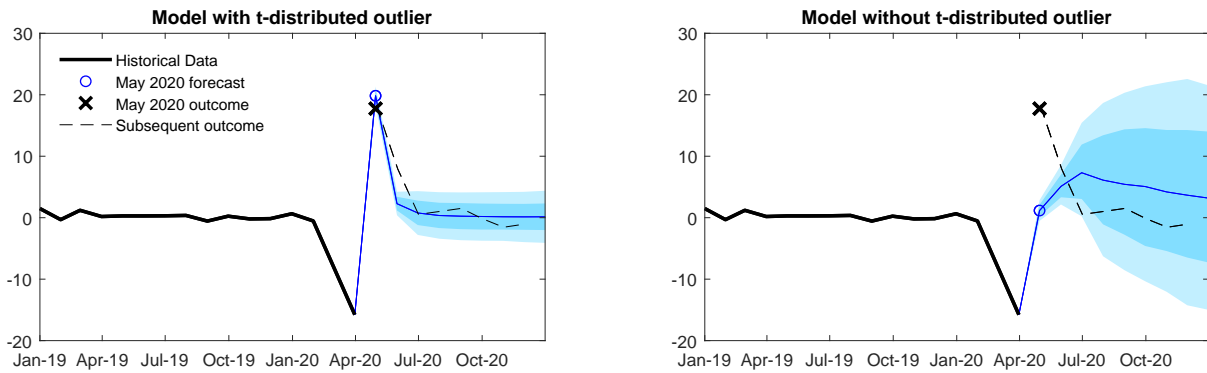 Model with t-distributed outlier
30
20
10
0
-10
-20
Historical Data
May 2020 forecast
May 2020 outcome
Subsequent outcome
Jan-19 Apr-19 Jul-19 Oct-19 Jan-20 Apr-20 Jul-20 Oct-20
Model without t-distributed outlier
30
20
10
0
-10
-20
Jan-19 Apr-19 Jul-19 Oct-19 Jan-20 Apr-20 Jul-20 Oct-20